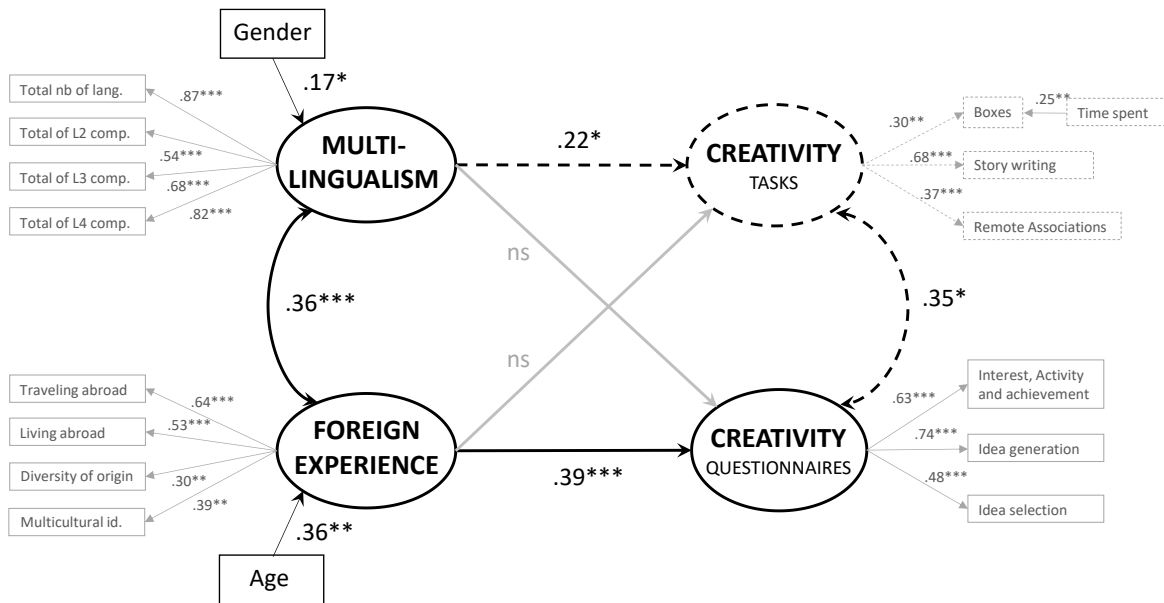 Gender
.17*
Total nb of lang.
.87***
Total of L2 comp.
.54***
Total of L3 comp.
.68***
Total of L4 comp.
.82***
MULTI-
LINGUALISM
.22*
CREATIVITY
TASKS
.30**
Boxes
.25**
Time spent
.68***
Story writing
.37***
Remote Associations
ns
.36***
.35*
ns
Traveling abroad
.64***
Living abroad
.53***
Diversity of origin
.30**
Multicultural id.
.39**
FOREIGN
EXPERIENCE
.39***
CREATIVITY
QUESTIONNAIRES
.63***
Interest, Activity
and achievement
.74***
Idea generation
.48***
Idea selection
.36**
Age